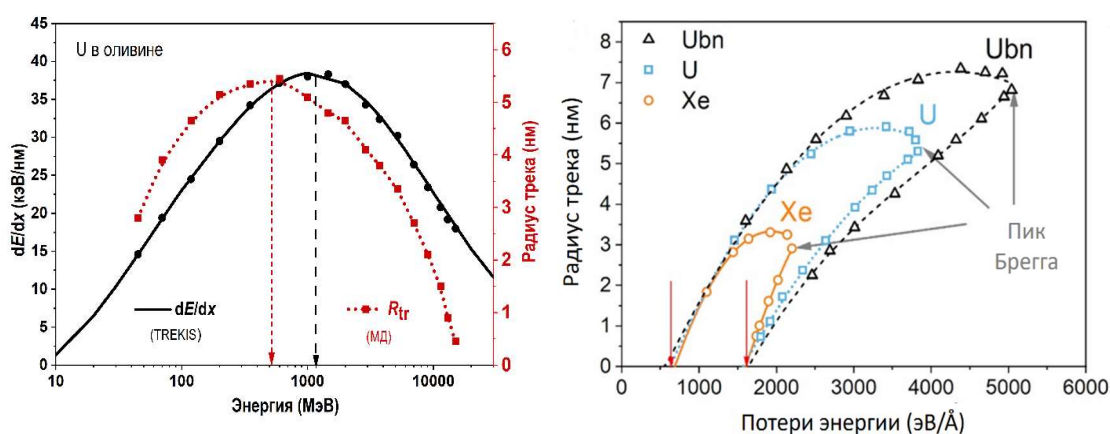 U в оливине
dE/dx (кэВ/нм)
45
40
35
30
25
20
15
10
5
0
10
100
1000
10000
Энергия (МэВ)
dE/dx
(TREKIS)
Rtr
(МД)
6
5
4
3
2
1
0
Радиус трека (нм)
Радиус трека (нм)
8
7
6
5
4
3
2
1
0
Ubn
U
Xe
Ubn
U
Xe
Пик
Брегга
0
1000
2000
3000
4000
5000
6000
Потери энергии (эВ/Å)